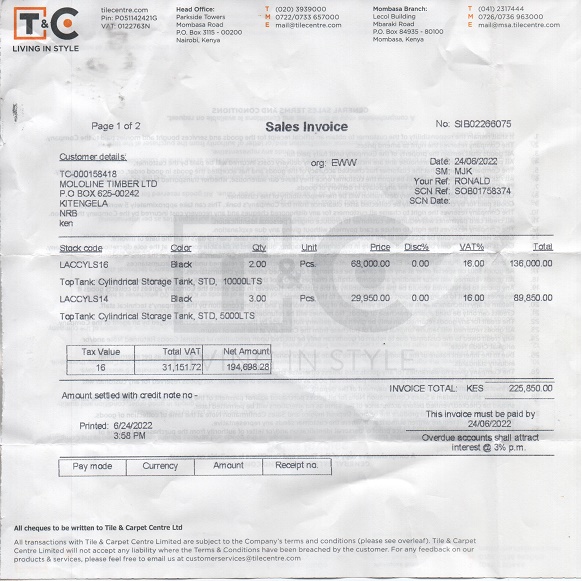 T&C
LIVING IN STYLE
tilecentre.com
Pin: P051142421G
VAT: 0122763N
Head Office:
Parkside Towers
Mombasa Road
P.O Box 3115 - 00200
Nairobi, Kenya
T (020) 3939000
M 0722/0733 657000
E mail@tilecentre.com
Mombasa Branch:
Lecol Building
Mbaraki Road
P.O. Box 84935 - 80100
Mombasa, Kenya
T (041) 2317444
M 0726/0736 963000
E mail@msa.tilecentre.com
Page 1 of 2
Sales Invoice
No: SIB02266075
Customer details:
TC-000158418
MOLOLINE TIMBER LTD
P.O BOX 625-00242
KITENGELA
NRB
ken
org: EWW
Date: 24/06/2022
SM: MJK
Your Ref: RONALD
SCN Ref: SOB01758374
SCN Date:
Stock code Color Qty Unit Price Disc% VAT% Total
LACCYLS16 Black 2.00 Pcs. 68,000.00 0.00 16.00 136,000.00
TopTank: Cylindrical Storage Tank, STD, 10000LTS
LACCYLS14 Black 3.00 Pcs. 29,950.00 0.00 16.00 89,850.00
TopTank: Cylindrical Storage Tank, STD, 5000LTS
T&C
LIVING IN STYLE
Tax Value Total VAT Net Amount
16 31,151.72 194,698.28
INVOICE TOTAL: KES 225,850.00
Amount settled with credit note no -
This invoice must be paid by
24/06/2022
Overdue accounts shall attract
interest @ 3% p.m.
Printed: 6/24/2022
3:58 PM
Pay mode Currency Amount Receipt no.
All cheques to be written to Tile & Carpet Centre Ltd
All transactions with Tile & Carpet Centre Limited are subject to the Company's terms and conditions (please see overleaf). Tile & Carpet
Centre Limited will not accept any liability where the Terms & Conditions have been breached by the customer. For any feedback on our
products & services, please feel free to email us at customerservices@tilecentre.com